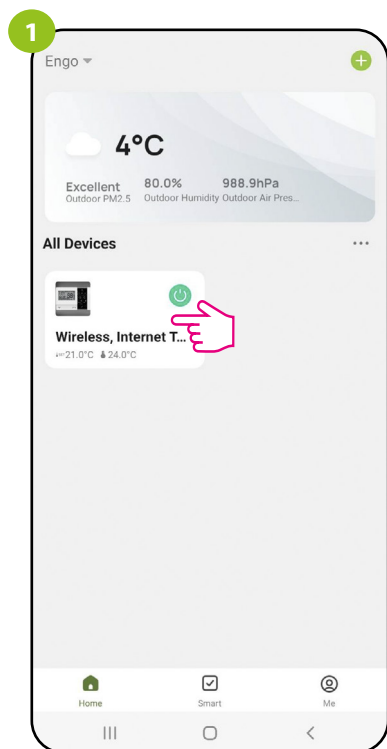 1
Engo
4°C
Excellent 80.0% 988.9hPa
Outdoor PM2.5 Outdoor Humidity Outdoor Air Pres...
All Devices
Wireless, Internet T...
21.0°C 24.0°C
Home Smart Me